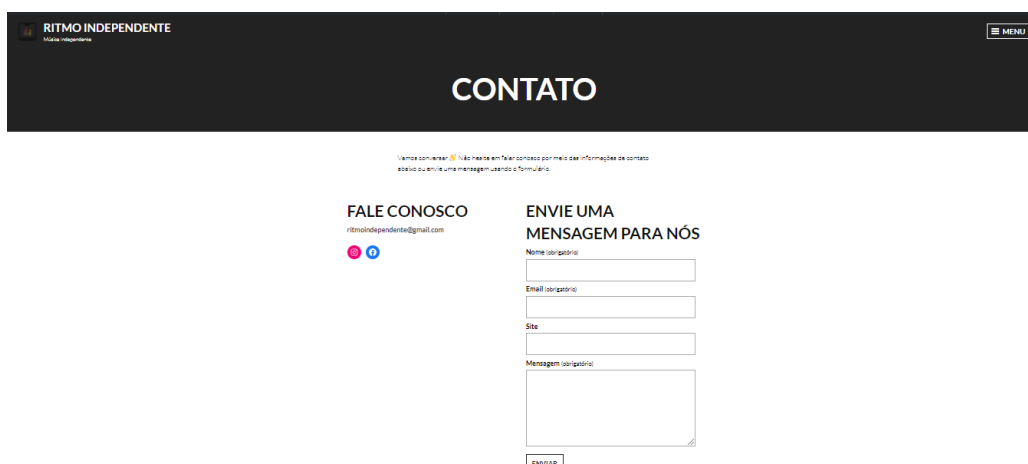 RITMO INDEPENDENTE
Música Independente
MENU
CONTATO
Vamos conversar 👋 Não hesite em falar conosco por meio das informações de contato
abaixo ou envie uma mensagem usando o formulário.
FALE CONOSCO
ritmoindependente@gmail.com
ENVIE UMA
MENSAGEM PARA NÓS
Nome (obrigatório)
Email (obrigatório)
Site
Mensagem (obrigatório)
ENVIAR